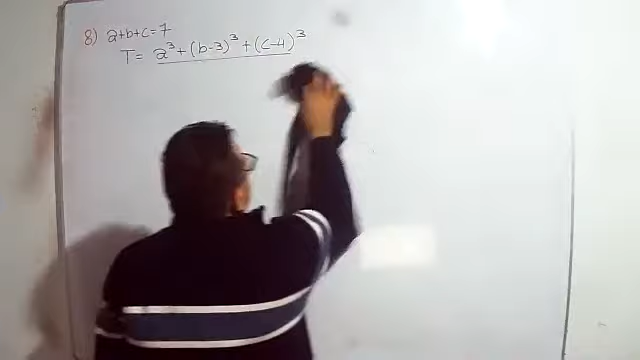 8) a+b+c=7
T= a³+(b-3)³+(c-4)³